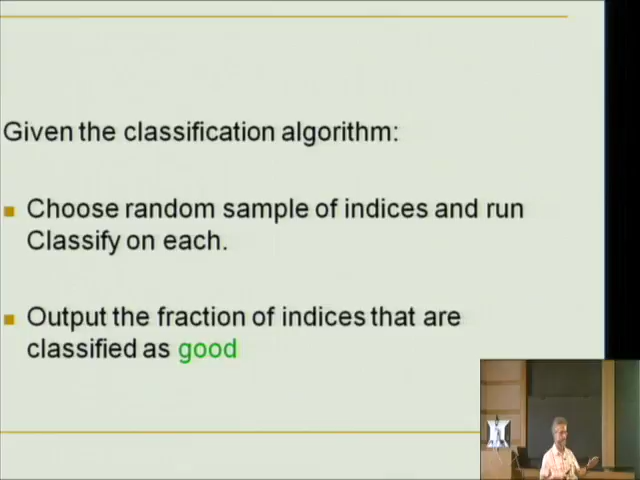 Given the classification algorithm:
Choose random sample of indices and run
Classify on each.
Output the fraction of indices that are
classified as good